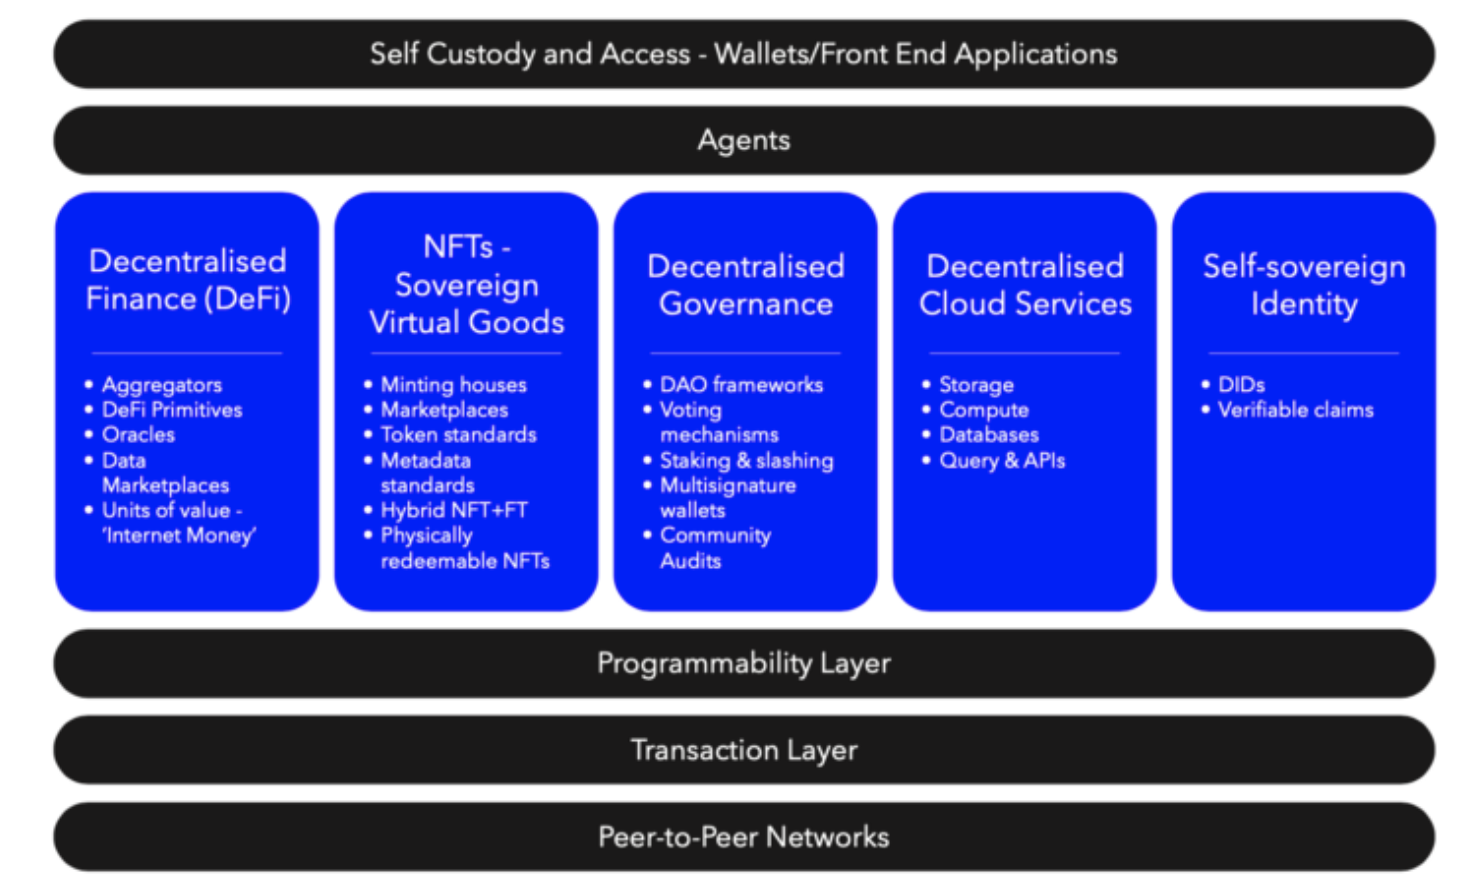 Self Custody and Access - Wallets/Front End Applications
Agents
Decentralised
Finance (DeFi)
• Aggregators
• DeFi Primitives
• Oracles
• Data
Marketplaces
• Units of value -
‘Internet Money’
NFTs -
Sovereign
Virtual Goods
• Minting houses
• Marketplaces
• Token standards
• Metadata
standards
• Hybrid NFT+FT
• Physically
redeemable NFTs
Decentralised
Governance
• DAO frameworks
• Voting
mechanisms
• Staking & slashing
• Multisignature
wallets
• Community
Audits
Decentralised
Cloud Services
• Storage
• Compute
• Databases
• Query & APIs
Self-sovereign
Identity
• DIDs
• Verifiable claims
Programmability Layer
Transaction Layer
Peer-to-Peer Networks